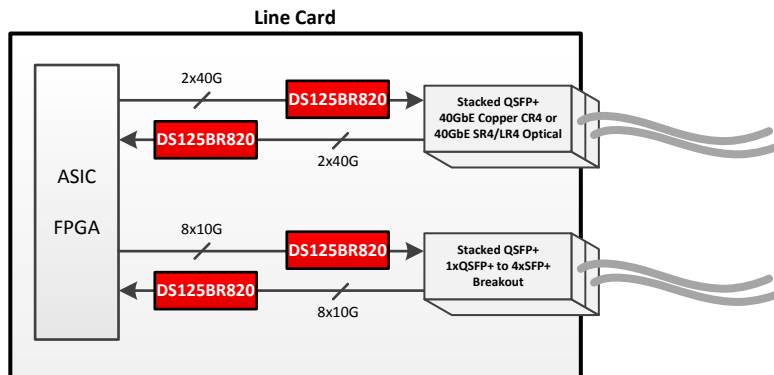 Line Card
2x40G
DS125BR820
Stacked QSFP+
40GbE Copper CR4 or
40GbE SR4/LR4 Optical
DS125BR820
2x40G
ASIC
FPGA
8x10G
DS125BR820
Stacked QSFP+
1xQSFP+ to 4xSFP+
Breakout
DS125BR820
8x10G